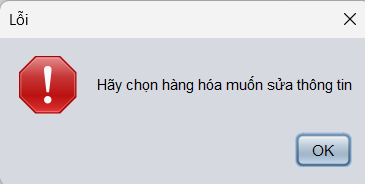 Lỗi
Hãy chọn hàng hóa muốn sửa thông tin
OK